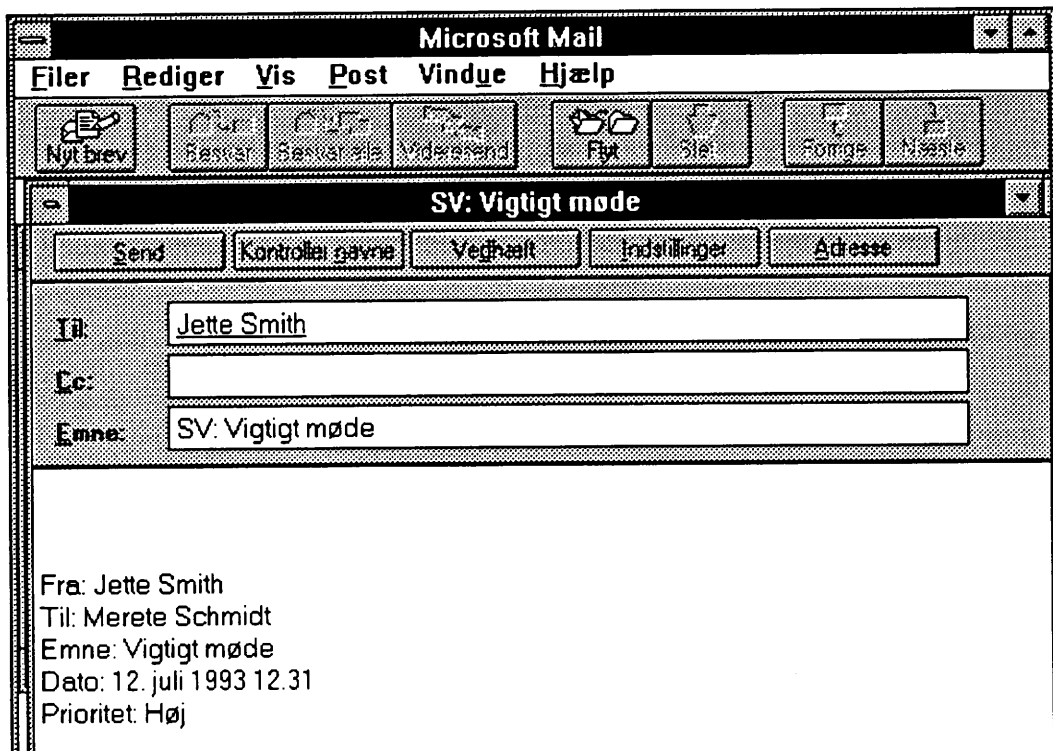 Microsoft Mail
Filer Rediger Vis Post Vindue Hjælp
Nyt brev Besvar Besvar alle Videresend Flyt Slet Forrige Næste
SV: Vigtigt møde
Send Kontroller navne Vedhæft Indstillinger Adresse
Til: Jette Smith
Cc:
Emne: SV: Vigtigt møde
Fra: Jette Smith
Til: Merete Schmidt
Emne: Vigtigt møde
Dato: 12. juli 1993 12.31
Prioritet: Høj